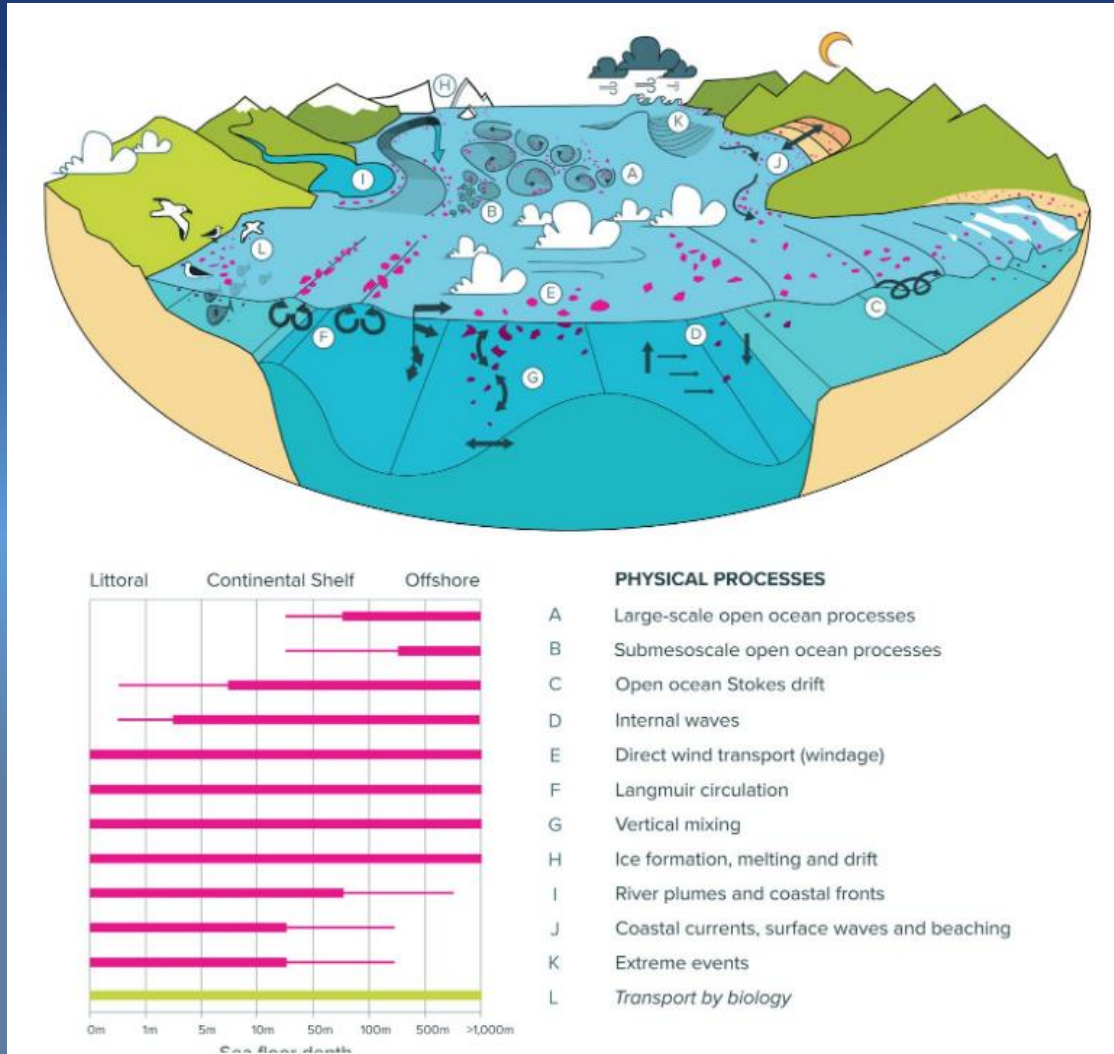 H
K
J
I
A
B
L
E
C
F
D
G
Littoral Continental Shelf Offshore
PHYSICAL PROCESSES
A Large-scale open ocean processes
B Submesoscale open ocean processes
C Open ocean Stokes drift
D Internal waves
E Direct wind transport (windage)
F Langmuir circulation
G Vertical mixing
H Ice formation, melting and drift
I River plumes and coastal fronts
J Coastal currents, surface waves and beaching
K Extreme events
L Transport by biology
0m 1m 5m 10m 50m 100m 500m >1,000m
Sea floor depth